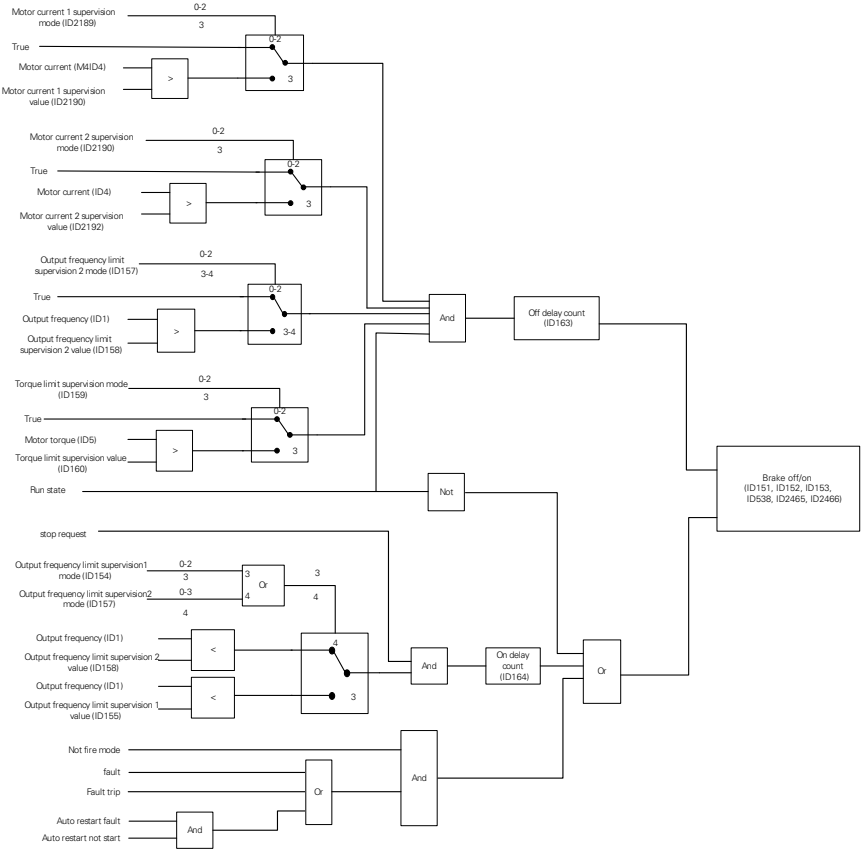 Motor current 1 supervision
mode (ID2189)
0-2
3
True
0-2
Motor current (M4ID4)
>
3
Motor current 1 supervision
value (ID2190)
Motor current 2 supervision
mode (ID2190)
0-2
3
True
0-2
Motor current (ID4)
>
3
Motor current 2 supervision
value (ID2192)
Output frequency limit
supervision 2 mode (ID157)
0-2
3-4
True
0-2
Output frequency (ID1)
>
3-4
Output frequency limit
supervision 2 value (ID158)
And
Off delay count
(ID163)
Torque limit supervision mode
(ID159)
0-2
3
True
0-2
Motor torque (ID5)
>
3
Torque limit supervision value
(ID160)
Run state
Not
Brake off/on
(ID151, ID152, ID153,
ID538, ID2465, ID2466)
stop request
Output frequency limit supervision1
mode (ID154)
0-2
3
3
Or
3
Output frequency limit supervision2
mode (ID157)
0-3
4
4
4
Output frequency (ID1)
<
4
Output frequency limit supervision 2
value (ID158)
Output frequency (ID1)
<
3
Output frequency limit supervision 1
value (ID155)
And
On delay
count
(ID164)
Or
Not fire mode
fault
Fault trip
Or
And
Auto restart fault
Auto restart not start
And